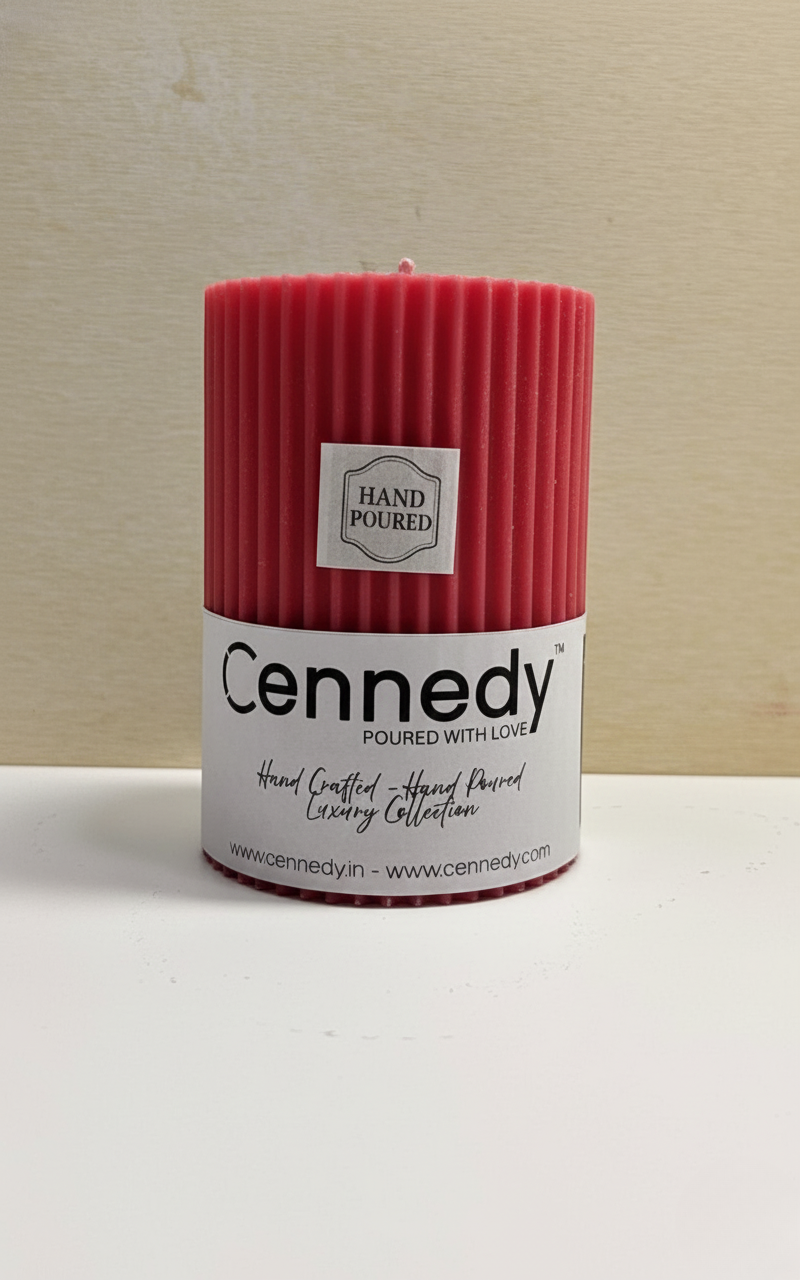 HAND
POURED
Cennedy™
POURED WITH LOVE
Hand Crafted - Hand Poured
Luxury Collection
www.cennedy.in - www.cennedy.com